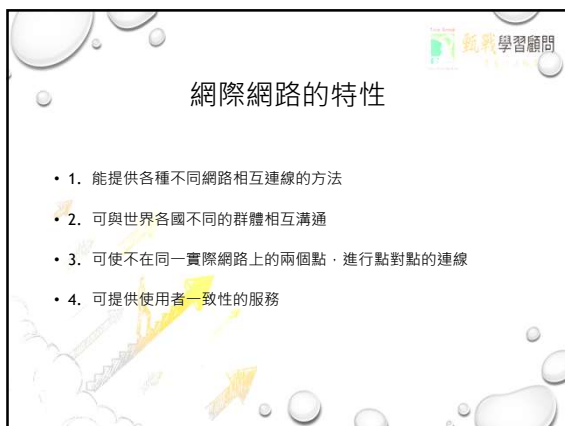 甄戰學習顧問
網際網路的特性
• 1. 能提供各種不同網路相互連線的方法
• 2. 可與世界各國不同的群體相互溝通
• 3. 可使不在同一實際網路上的兩個點，進行點對點的連線
• 4. 可提供使用者一致性的服務